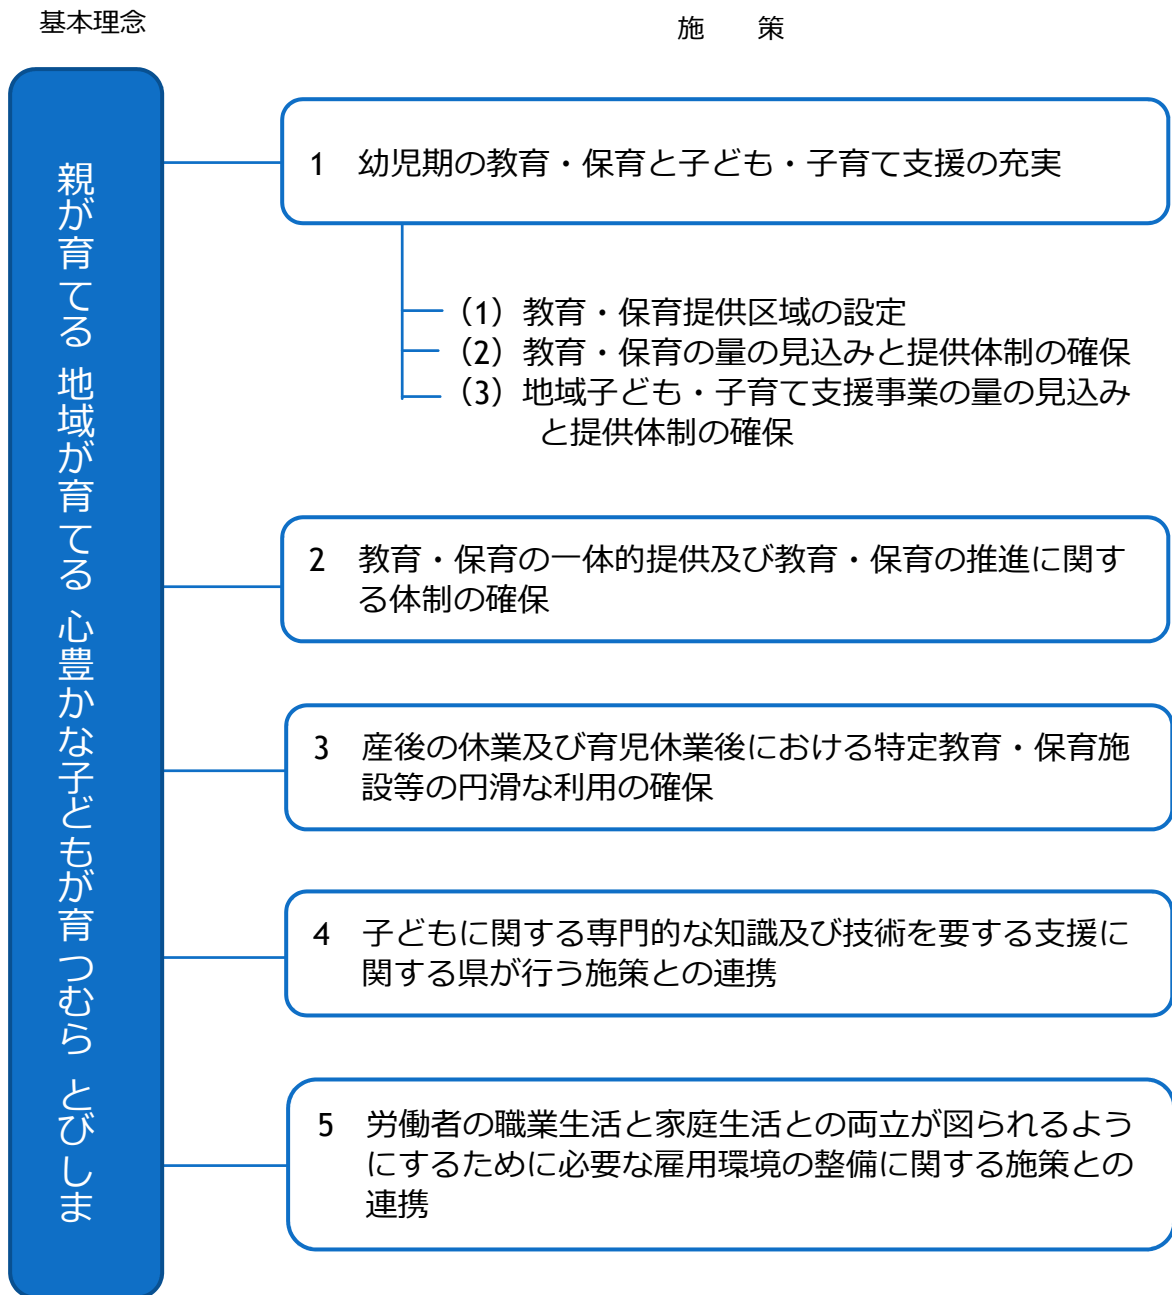 基本理念
施　策
親が育てる 地域が育てる 心豊かな子どもが育つむら とびしま
1　幼児期の教育・保育と子ども・子育て支援の充実
（1）教育・保育提供区域の設定
（2）教育・保育の量の見込みと提供体制の確保
（3）地域子ども・子育て支援事業の量の見込み
と提供体制の確保
2　教育・保育の一体的提供及び教育・保育の推進に関す
る体制の確保
3　産後の休業及び育児休業後における特定教育・保育施
設等の円滑な利用の確保
4　子どもに関する専門的な知識及び技術を要する支援に
関する県が行う施策との連携
5　労働者の職業生活と家庭生活との両立が図られるよう
にするために必要な雇用環境の整備に関する施策との
連携